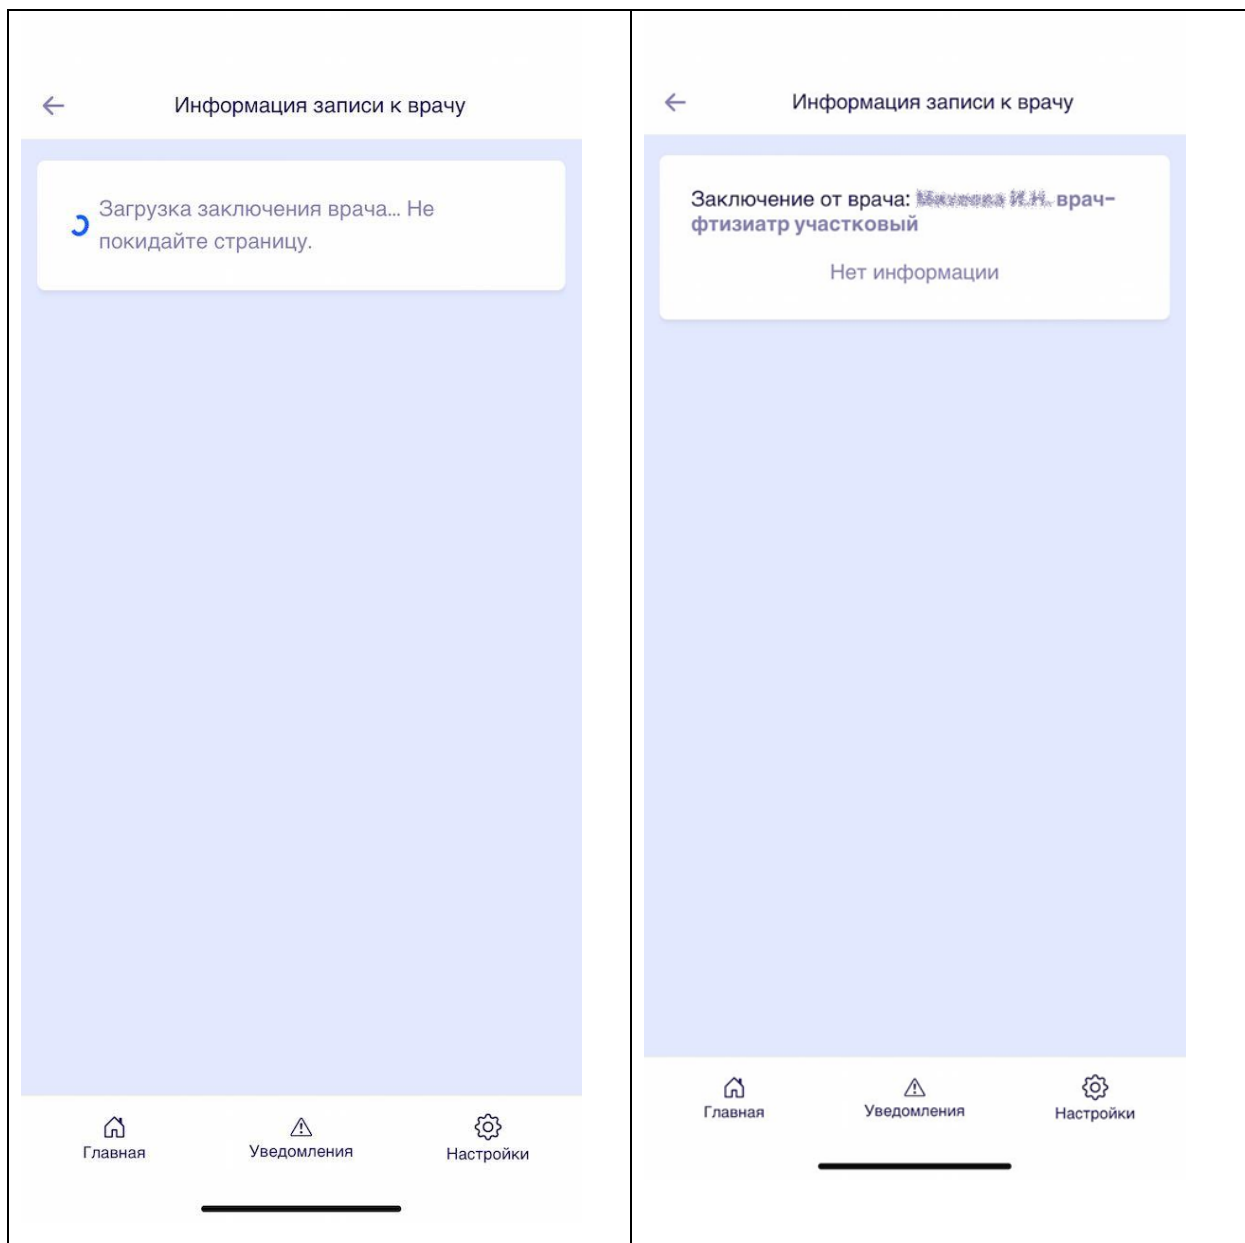 Информация записи к врачу
Загрузка заключения врача... Не
покидайте страницу.
Главная
Уведомления
Настройки
Информация записи к врачу
Заключение от врача: И.Н. врач-
фтизиатр участковый
Нет информации
Главная
Уведомления
Настройки